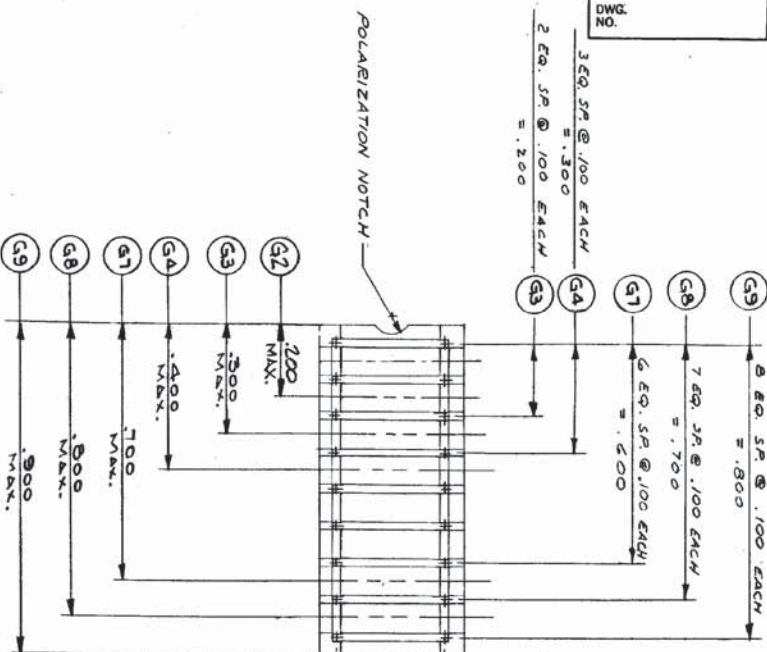 DWG.
NO.
8 EQ. SP. @ .100 EACH
= .800
G9
7 EQ. SP. @ .100 EACH
= .700
G8
6 EQ. SP. @ .100 EACH
= .600
G7
3 EQ. SP. @ .100 EACH
= .300
G4
2 EQ. SP. @ .100 EACH
= .200
G3
POLARIZATION NOTCH
G2
.200
MAX.
G3
.300
MAX.
G4
.400
MAX.
G7
.700
MAX.
G8
.800
MAX.
G9
.900
MAX.